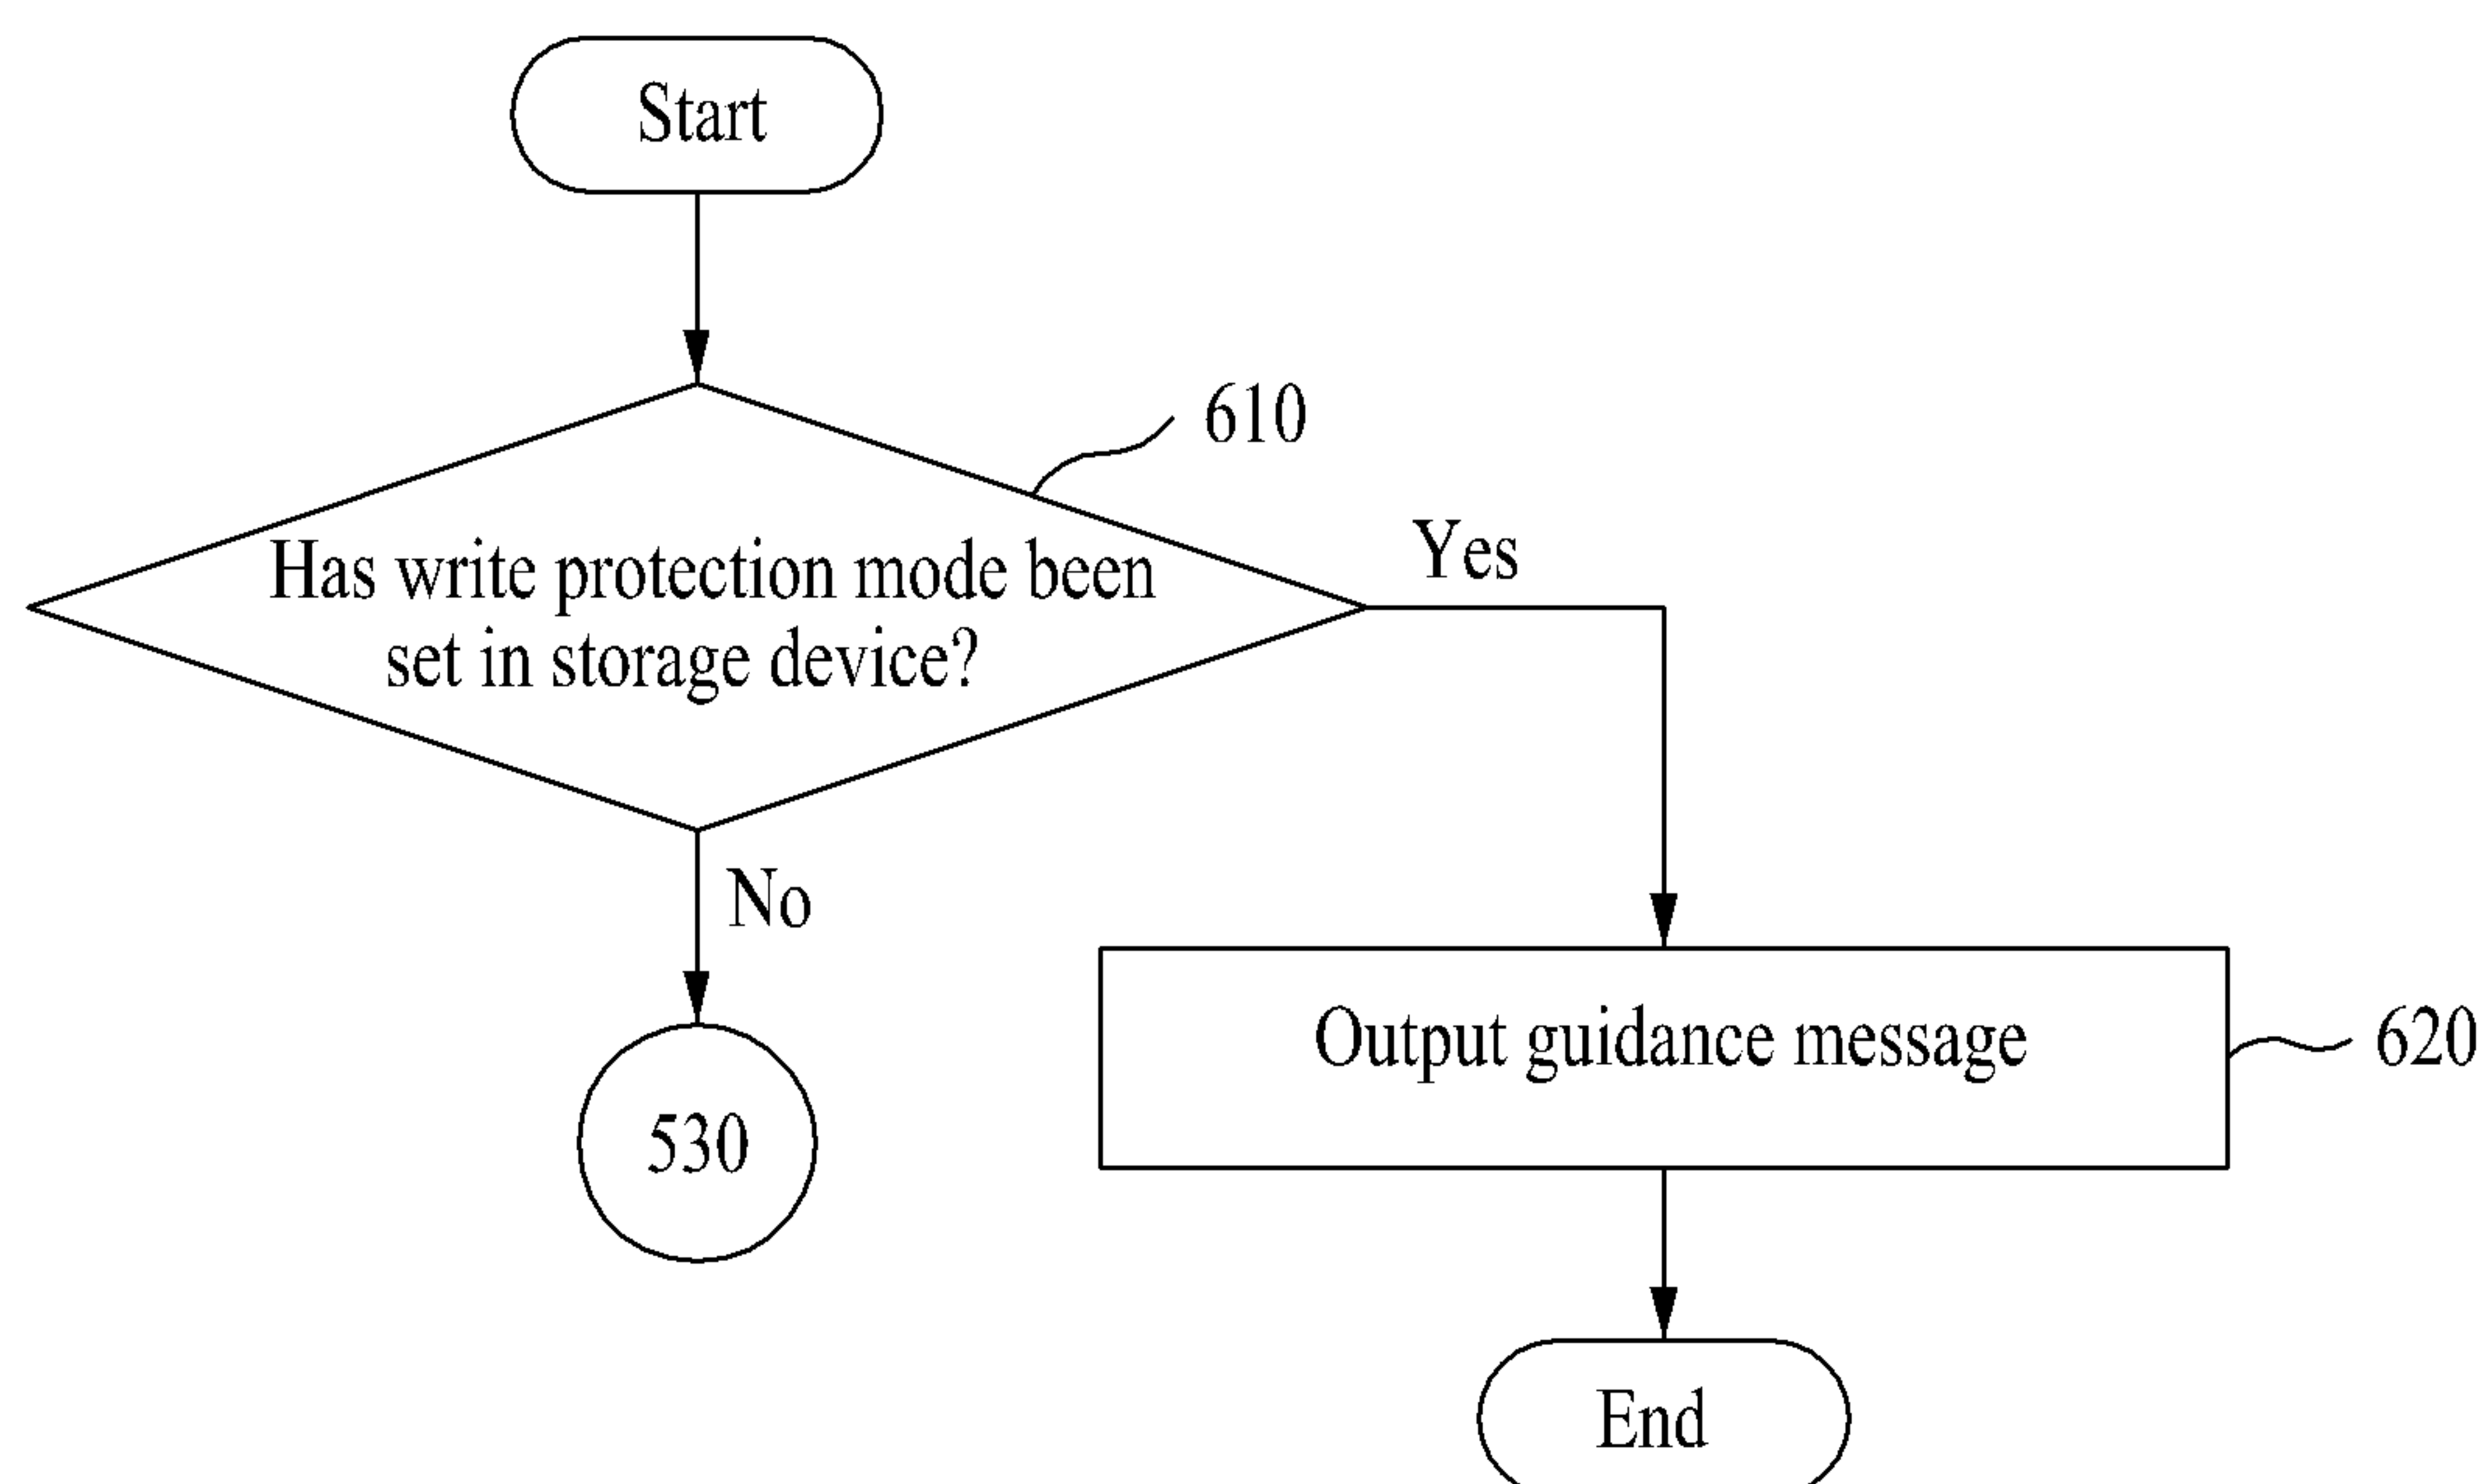 Start
610
Has write protection mode been
set in storage device?
Yes
No
530
Output guidance message
620
End